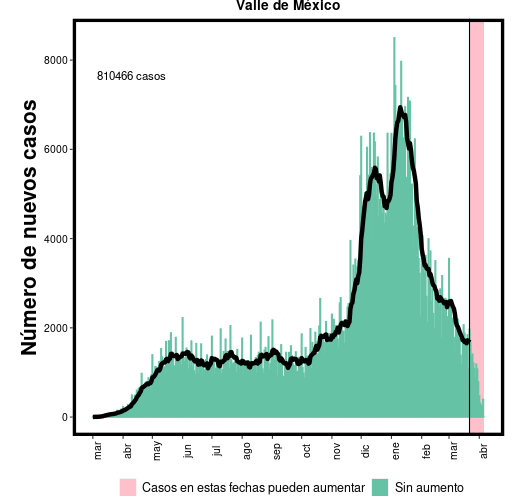 Valle de México
810466 casos
Número de nuevos casos
8000
6000
4000
2000
0
mar
abr
may
jun
jul
ago
sep
oct
nov
dic
ene
feb
mar
abr
Casos en estas fechas pueden aumentar
Sin aumento